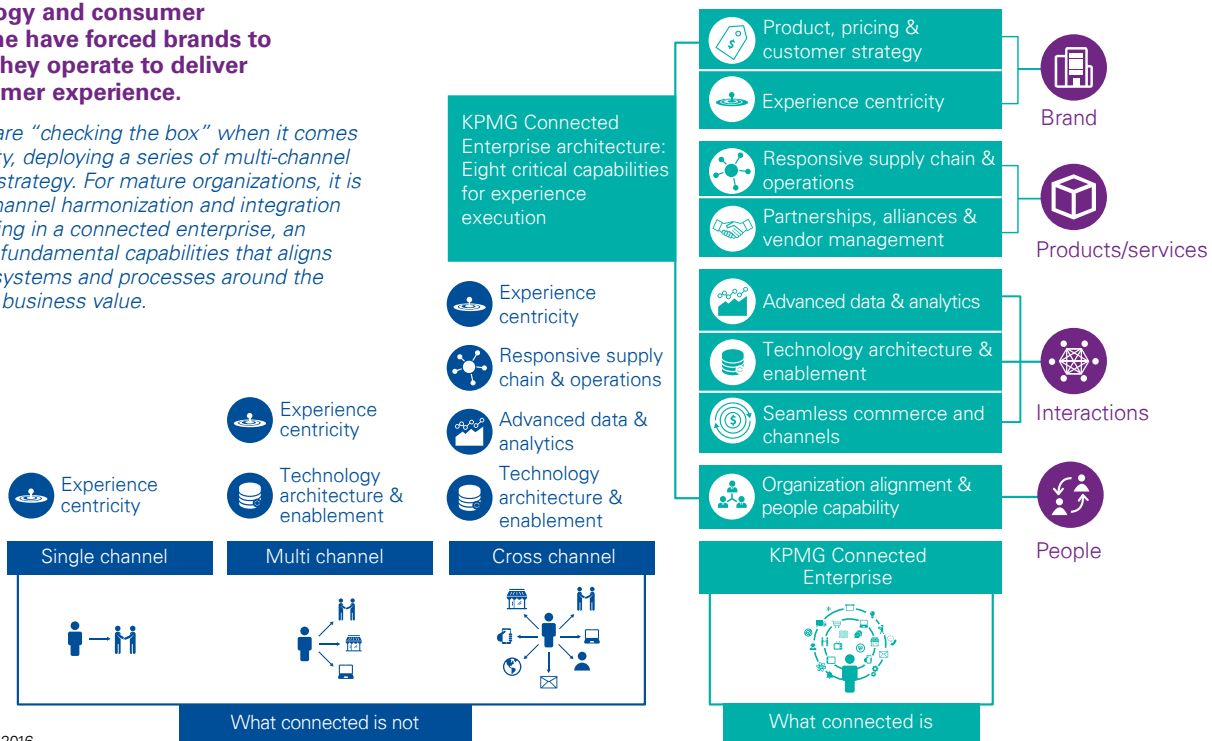 ogy and consumer
ne have forced brands to
they operate to deliver
mer experience.
are “checking the box” when it comes
ty, deploying a series of multi-channel
strategy. For mature organizations, it is
hannel harmonization and integration
ing in a connected enterprise, an
fundamental capabilities that aligns
systems and processes around the
business value.
KPMG Connected
Enterprise architecture:
Eight critical capabilities
for experience
execution
Product, pricing &
customer strategy
Experience centricity
Brand
Responsive supply chain &
operations
Partnerships, alliances &
vendor management
Products/services
Advanced data & analytics
Technology architecture &
enablement
Seamless commerce and
channels
Interactions
Organization alignment &
people capability
People
Experience
centricity
Responsive supply
chain & operations
Advanced data &
analytics
Technology
architecture &
enablement
Experience
centricity
Technology
architecture &
enablement
Experience
centricity
Single channel
Multi channel
Cross channel
KPMG Connected
Enterprise
What connected is not
What connected is
2016